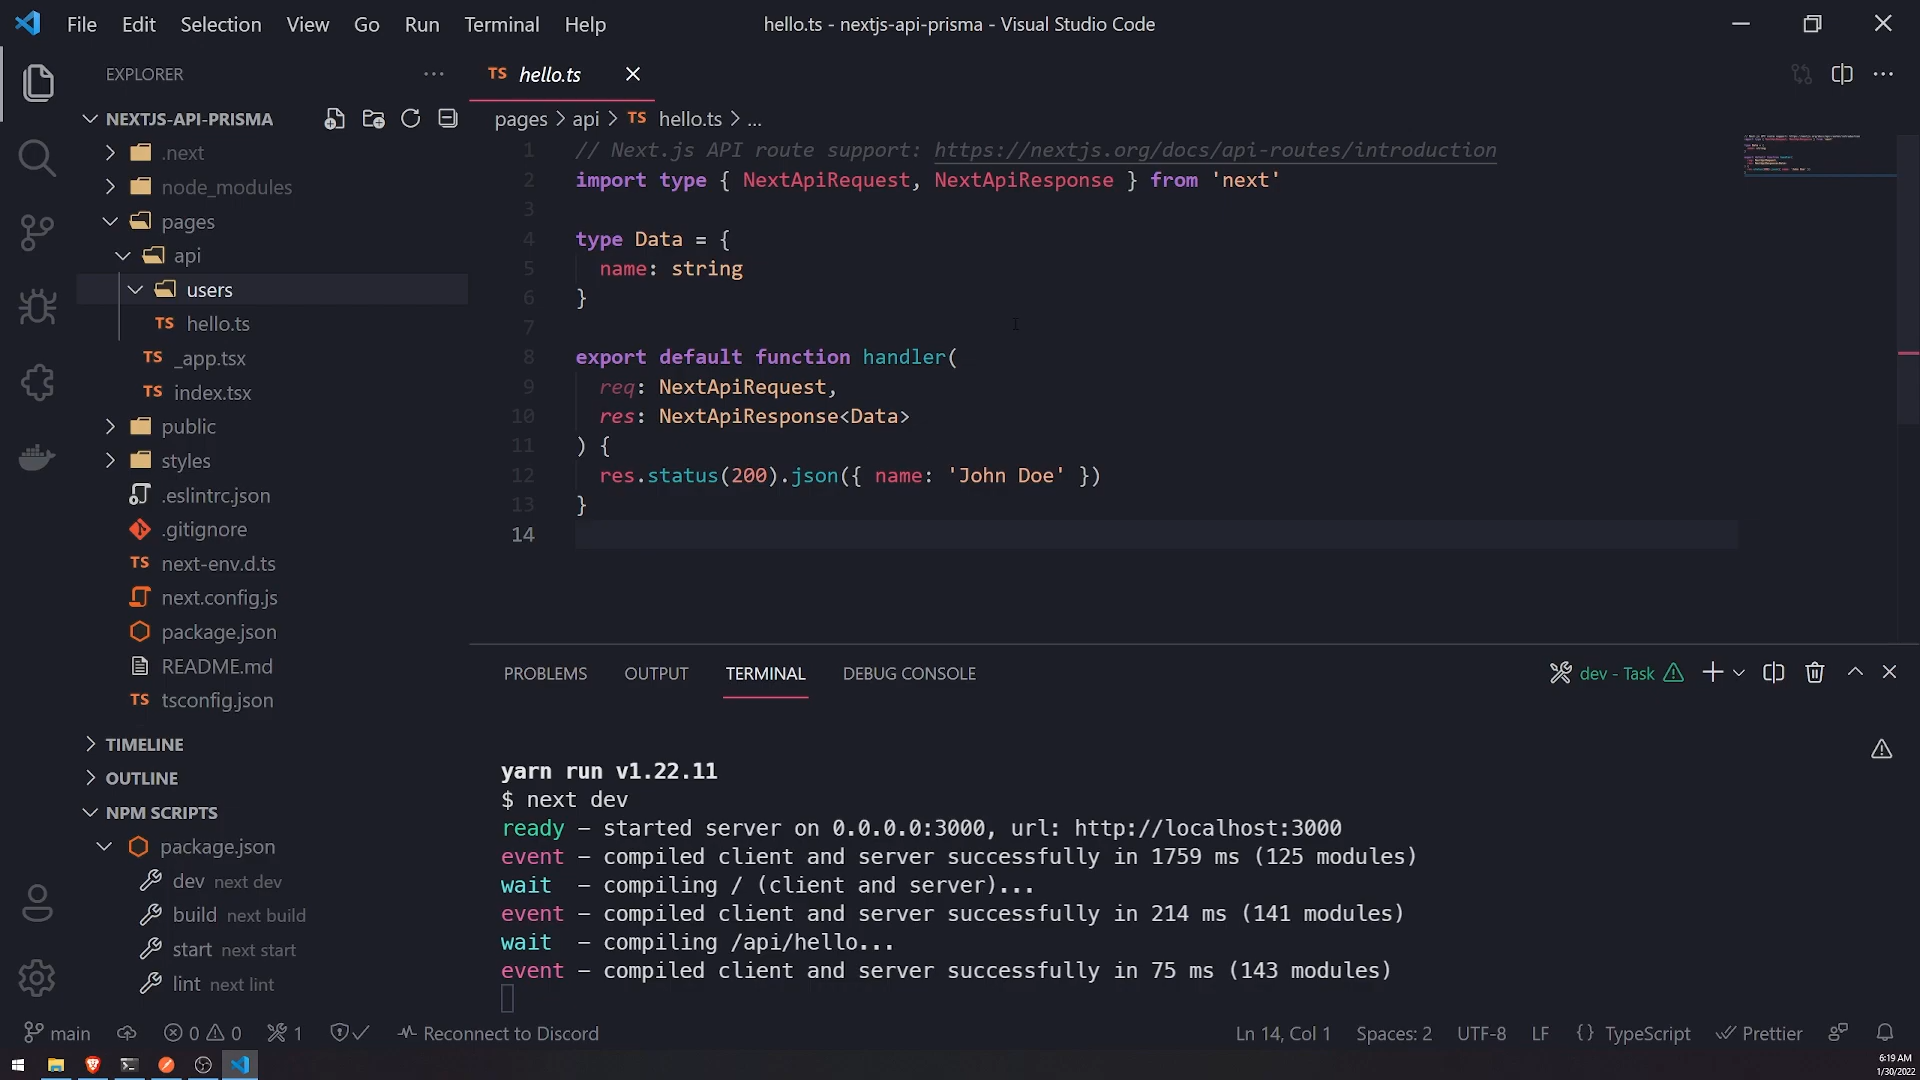 File Edit Selection View Go Run Terminal Help hello.ts - nextjs-api-prisma - Visual Studio Code
EXPLORER
NEXTJS-API-PRISMA
.next
node_modules
pages
api
users
TS hello.ts
TS _app.tsx
TS index.tsx
public
styles
.eslintrc.json
.gitignore
TS next-env.d.ts
next.config.js
package.json
README.md
TS tsconfig.json
TIMELINE
OUTLINE
NPM SCRIPTS
package.json
dev next dev
build next build
start next start
lint next lint
TS hello.ts
pages > api > TS hello.ts > ...
1 // Next.js API route support: https://nextjs.org/docs/api-routes/introduction
2 import type { NextApiRequest, NextApiResponse } from 'next'
3
4 type Data = {
5 name: string
6 }
7
8 export default function handler(
9 req: NextApiRequest,
10 res: NextApiResponse<Data>
11 ) {
12 res.status(200).json({ name: 'John Doe' })
13 }
14
PROBLEMS OUTPUT TERMINAL DEBUG CONSOLE dev - Task
yarn run v1.22.11
$ next dev
ready – started server on 0.0.0.0:3000, url: http://localhost:3000
event – compiled client and server successfully in 1759 ms (125 modules)
wait – compiling / (client and server)...
event – compiled client and server successfully in 214 ms (141 modules)
wait – compiling /api/hello...
event – compiled client and server successfully in 75 ms (143 modules)
main 0 0 1 Reconnect to Discord Ln 14, Col 1 Spaces: 2 UTF-8 LF {} TypeScript Prettier
6:19 AM
1/30/2022